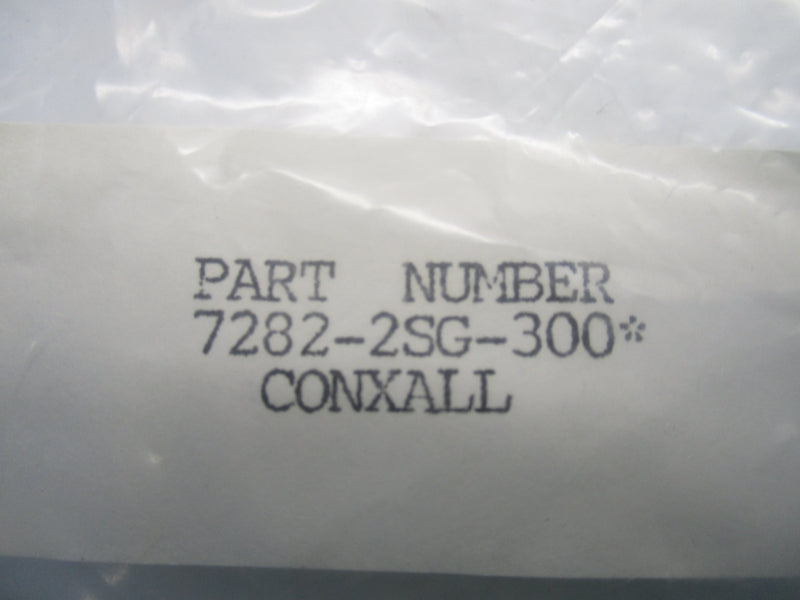 PART NUMBER
7282-2SG-300*
CONXALL